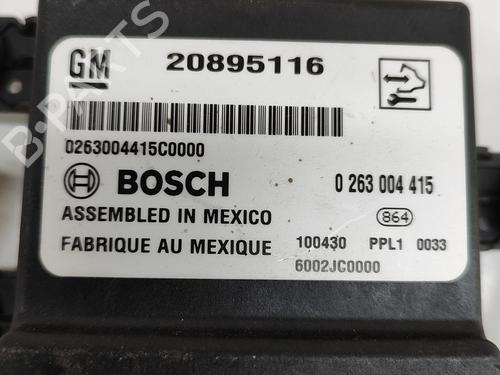 GM 20895116
0263004415C0000
BOSCH 0 263 004 415
ASSEMBLED IN MEXICO 864
FABRIQUE AU MEXIQUE 100430 PPL1 0033
6002JC0000
B-PARTS